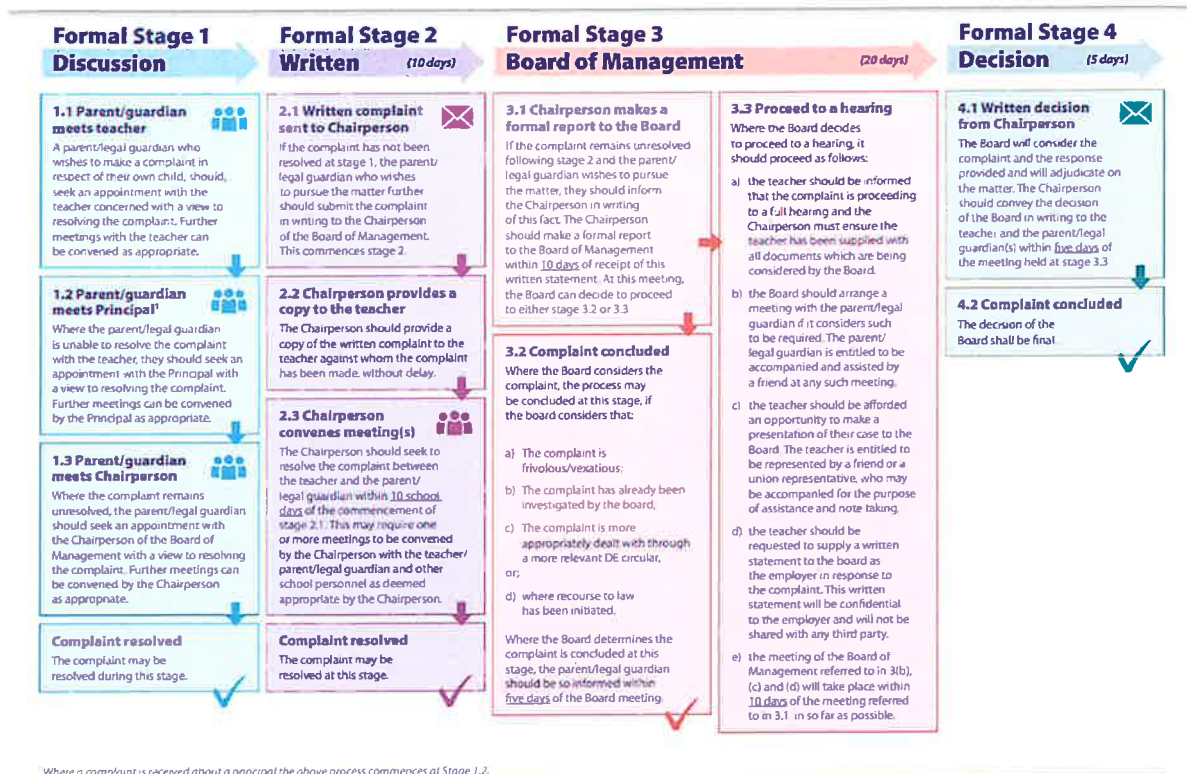 Formal Stage 1
Discussion
1.1 Parent/guardian
meets teacher
A parent/legal guardian who
wishes to make a complaint in
respect of their own child, should,
seek an appointment with the
teacher concerned with a view to
resolving the complaint. Further
meetings with the teacher can
be convened as appropriate.
1.2 Parent/guardian
meets Principal¹
Where the parent/legal guardian
is unable to resolve the complaint
with the teacher, they should seek an
appointment with the Principal with
a view to resolving the complaint.
Further meetings can be convened
by the Principal as appropriate.
1.3 Parent/guardian
meets Chairperson
Where the complaint remains
unresolved, the parent/legal guardian
should seek an appointment with
the Chairperson of the Board of
Management with a view to resolving
the complaint. Further meetings can
be convened by the Chairperson
as appropriate.
Complaint resolved
The complaint may be
resolved during this stage.
Formal Stage 2
Written (10 days)
2.1 Written complaint
sent to Chairperson
If the complaint has not been
resolved at stage 1, the parent/
legal guardian who wishes
to pursue the matter further
should submit the complaint
in writing to the Chairperson
of the Board of Management.
This commences stage 2.
2.2 Chairperson provides a
copy to the teacher
The Chairperson should provide a
copy of the written complaint to the
teacher against whom the complaint
has been made, without delay.
2.3 Chairperson
convenes meeting(s)
The Chairperson should seek to
resolve the complaint between
the teacher and the parent/
legal guardian within 10 school
days of the commencement of
stage 2.1. This may require one
or more meetings to be convened
by the Chairperson with the teacher/
parent/legal guardian and other
school personnel as deemed
appropriate by the Chairperson.
Complaint resolved
The complaint may be
resolved at this stage.
Formal Stage 3
Board of Management (20 days)
3.1 Chairperson makes a
formal report to the Board
If the complaint remains unresolved
following stage 2 and the parent/
legal guardian wishes to pursue
the matter, they should inform
the Chairperson in writing
of this fact. The Chairperson
should make a formal report
to the Board of Management
within 10 days of receipt of this
written statement. At this meeting,
the Board can decide to proceed
to either stage 3.2 or 3.3
3.2 Complaint concluded
Where the Board considers the
complaint, the process may
be concluded at this stage, if
the board considers that:
a) The complaint is
frivolous/vexatious;
b) The complaint has already been
investigated by the board;
c) The complaint is more
appropriately dealt with through
a more relevant DE circular,
or;
d) where recourse to law
has been initiated.
Where the Board determines the
complaint is concluded at this
stage, the parent/legal guardian
should be so informed within
five days of the Board meeting.
3.3 Proceed to a hearing
Where the Board decides
to proceed to a hearing, it
should proceed as follows:
a) the teacher should be informed
that the complaint is proceeding
to a full hearing and the
Chairperson must ensure the
teacher has been supplied with
all documents which are being
considered by the Board.
b) the Board should arrange a
meeting with the parent/legal
guardian if it considers such
to be required. The parent/
legal guardian is entitled to be
accompanied and assisted by
a friend at any such meeting.
c) the teacher should be afforded
an opportunity to make a
presentation of their case to the
Board. The teacher is entitled to
be represented by a friend or a
union representative, who may
be accompanied for the purpose
of assistance and note taking.
d) the teacher should be
requested to supply a written
statement to the board as
the employer in response to
the complaint. This written
statement will be confidential
to the employer and will not be
shared with any third party.
e) the meeting of the Board of
Management referred to in 3(b),
(c) and (d) will take place within
10 days of the meeting referred
to in 3.1 in so far as possible.
Formal Stage 4
Decision (5 days)
4.1 Written decision
from Chairperson
The Board will consider the
complaint and the response
provided and will adjudicate on
the matter. The Chairperson
should convey the decision
of the Board in writing to the
teacher and the parent/legal
guardian(s) within five days of
the meeting held at stage 3.3
4.2 Complaint concluded
The decision of the
Board shall be final
Where a complaint is received about a principal the above process commences at Stage 1.2.